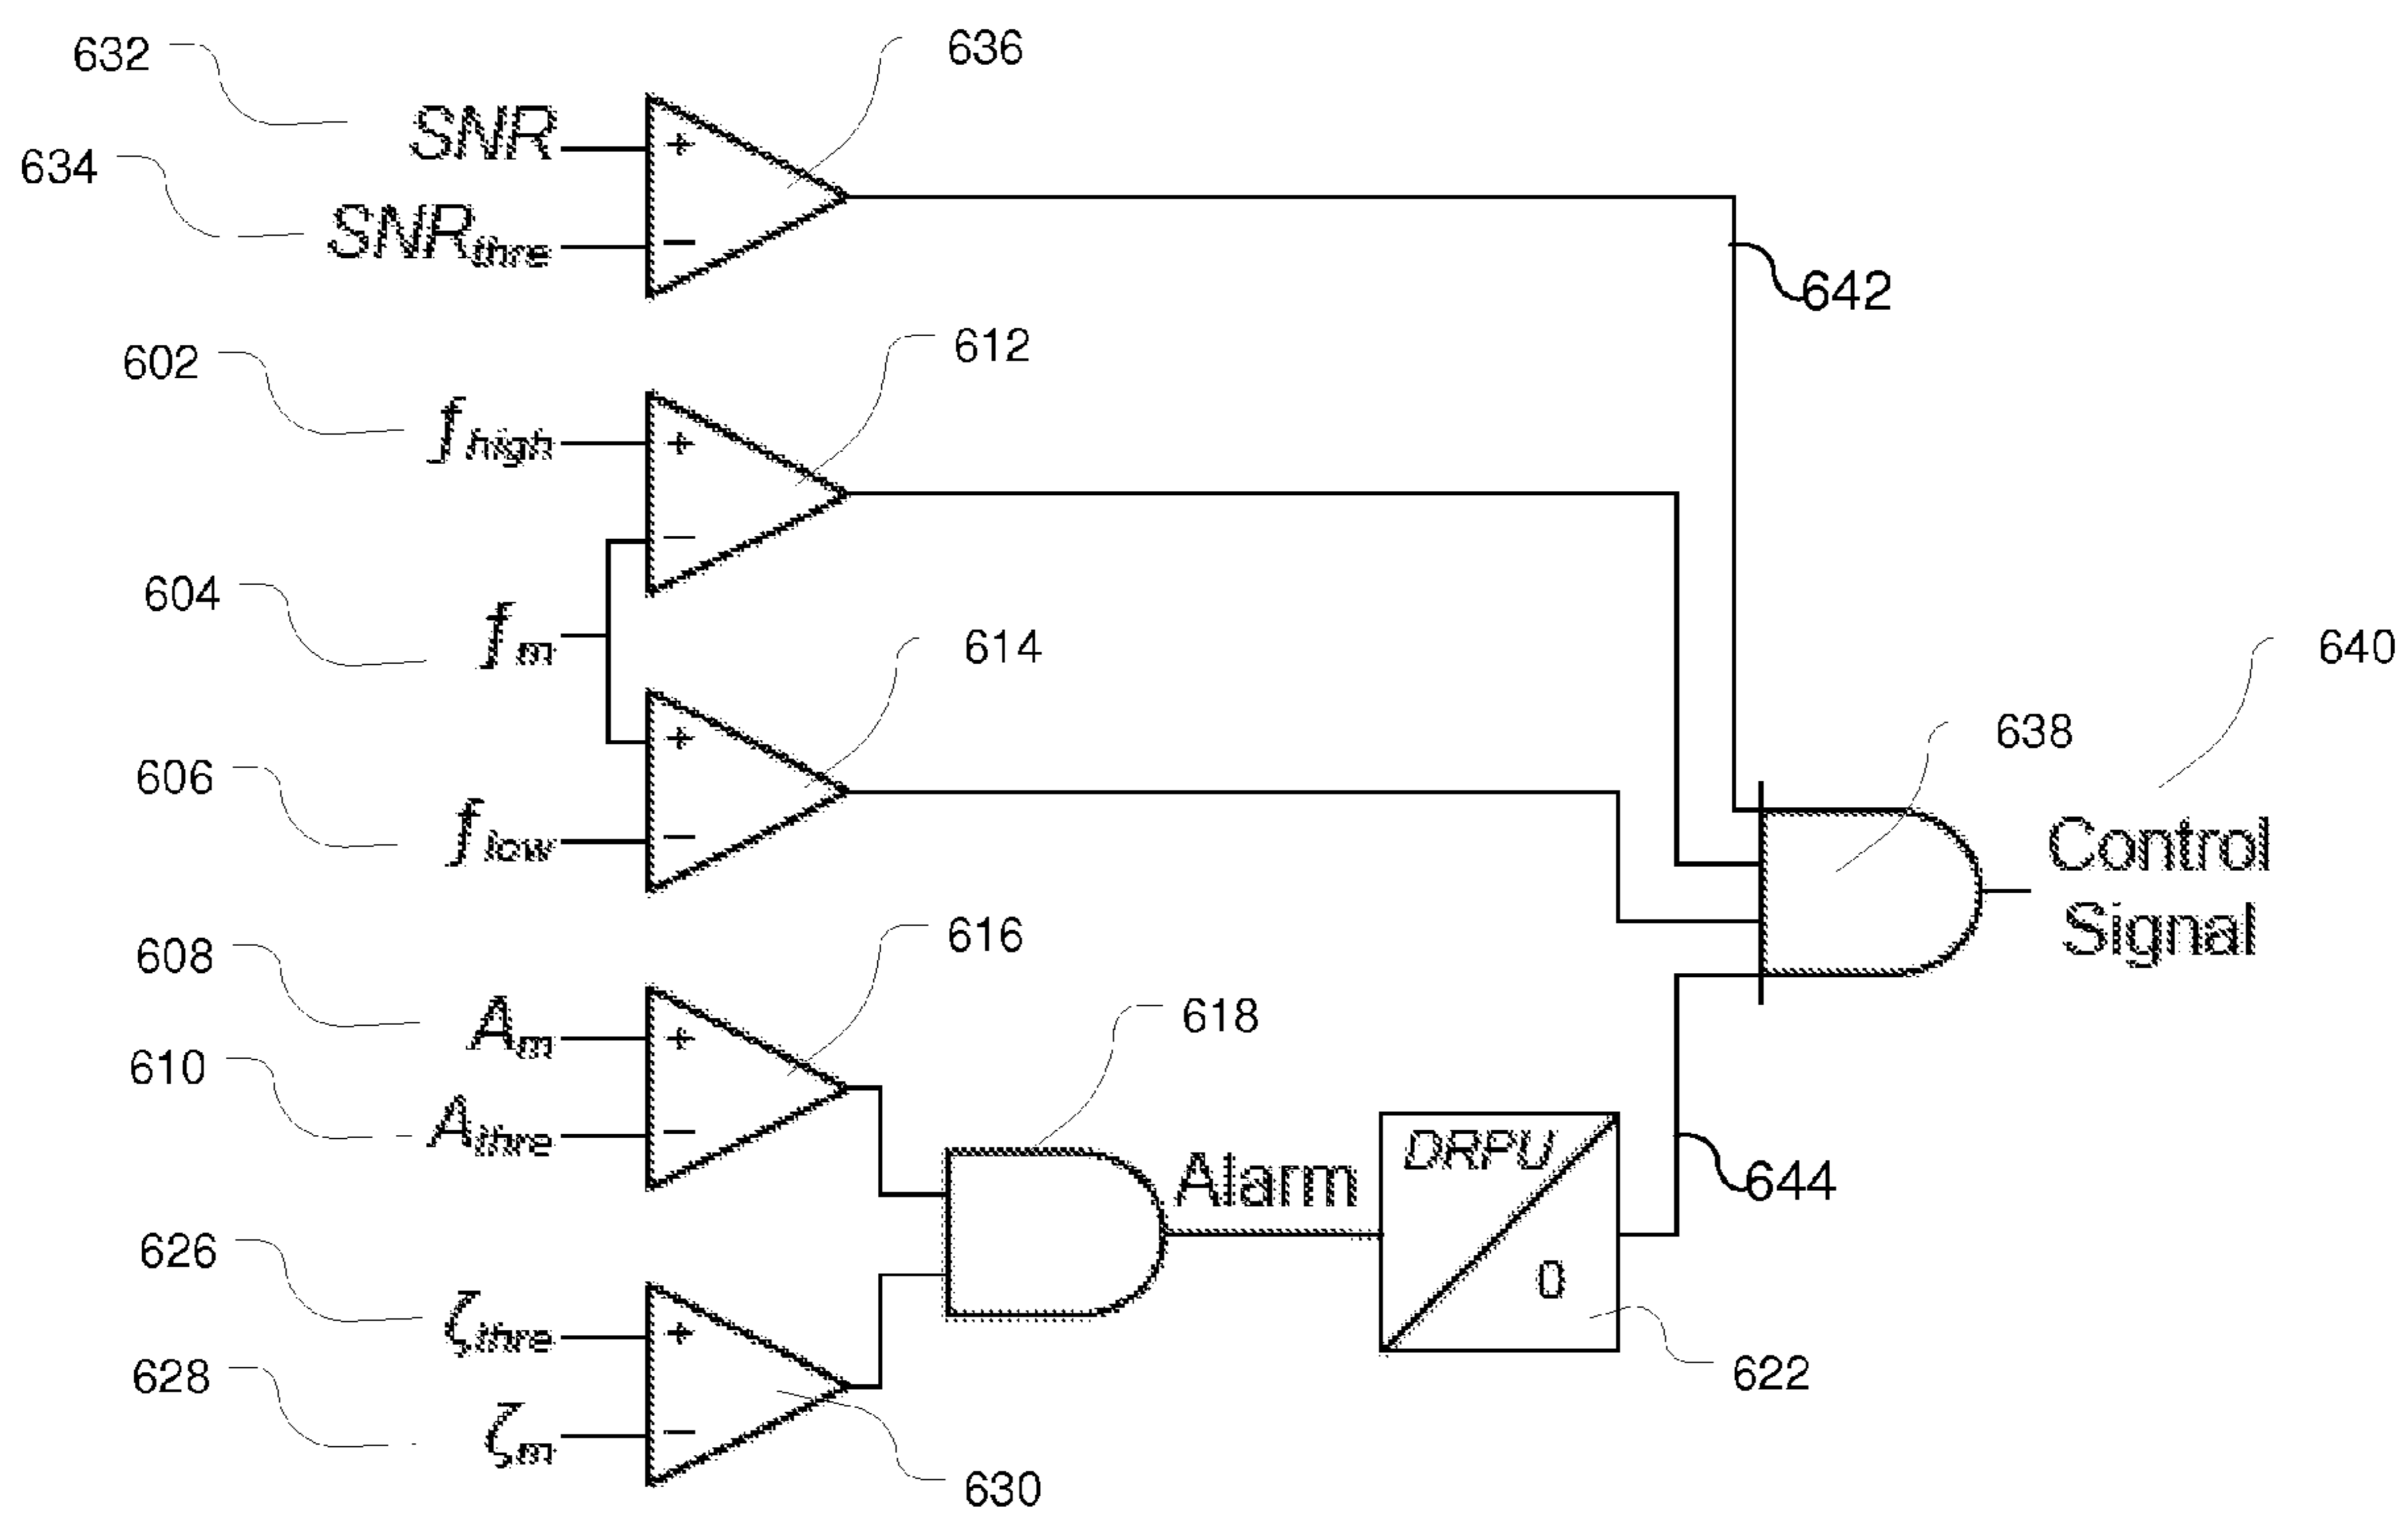 632
SNR
+
636
634
SNRthre
−
642
602
fhigh
+
612
−
604
fm
614
640
+
638
606
flow
−
Control
Signal
608
Am
+
616
618
610
Athre
−
Alarm
DRPU
0
644
626
ζthre
+
622
628
ζm
−
630